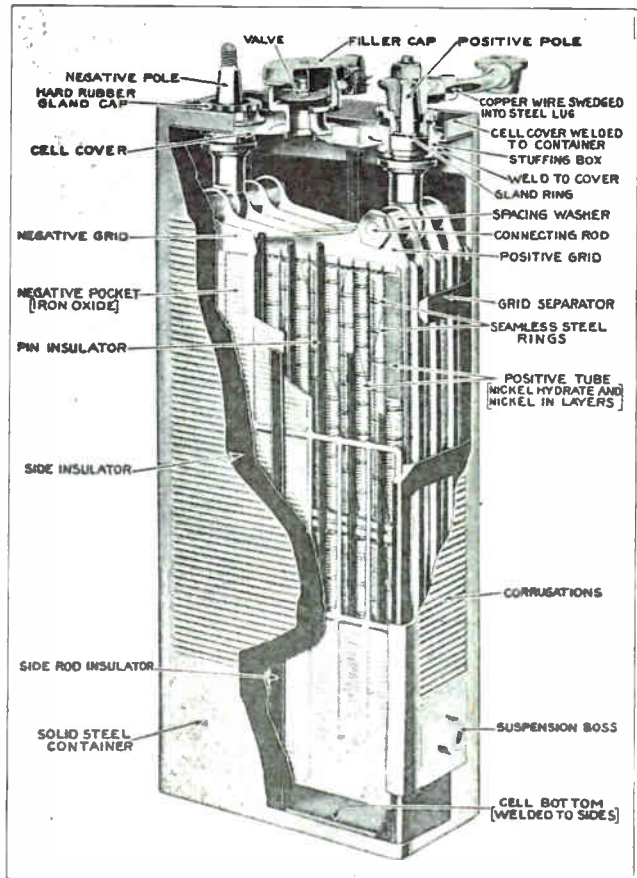 VALVE
FILLER CAP
POSITIVE POLE
NEGATIVE POLE
HARD RUBBER
GLAND CAP
COPPER WIRE SWEDGED
INTO STEEL LUG
CELL COVER
CELL COVER WELDED
TO CONTAINER
STUFFING BOX
WELD TO COVER
GLAND RING
SPACING WASHER
NEGATIVE GRID
CONNECTING ROD
POSITIVE GRID
NEGATIVE POCKET
[IRON OXIDE]
GRID SEPARATOR
SEAMLESS STEEL
RINGS
PIN INSULATOR
POSITIVE TUBE
[NICKEL HYDRATE AND
NICKEL IN LAYERS]
SIDE INSULATOR
CORRUGATIONS
SIDE ROD INSULATOR
SOLID STEEL
CONTAINER
SUSPENSION BOSS
CELL BOTTOM
[WELDED TO SIDES]